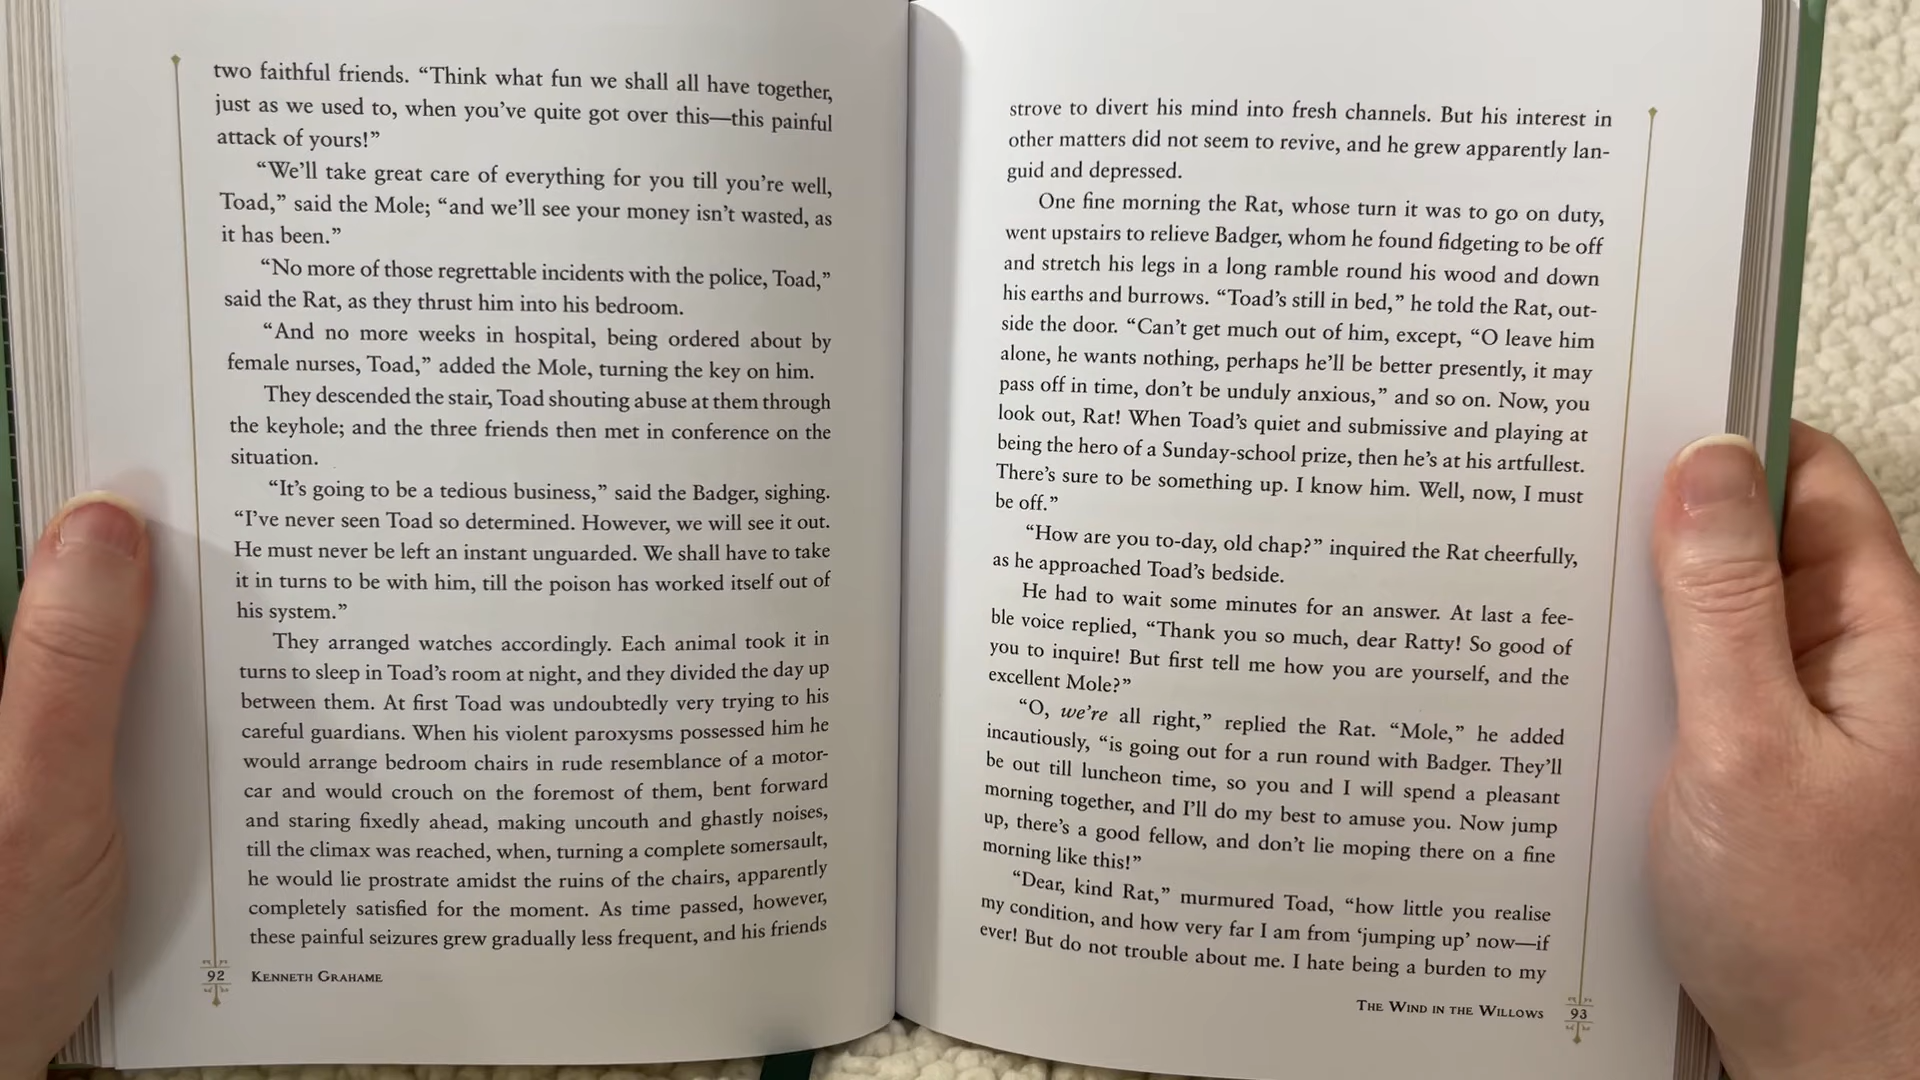 two faithful friends. “Think what fun we shall all have together,
just as we used to, when you’ve quite got over this—this painful
attack of yours!”
“We’ll take great care of everything for you till you’re well,
Toad,” said the Mole; “and we’ll see your money isn’t wasted, as
it has been.”
“No more of those regrettable incidents with the police, Toad,”
said the Rat, as they thrust him into his bedroom.
“And no more weeks in hospital, being ordered about by
female nurses, Toad,” added the Mole, turning the key on him.
They descended the stair, Toad shouting abuse at them through
the keyhole; and the three friends then met in conference on the
situation.
“It’s going to be a tedious business,” said the Badger, sighing.
“I’ve never seen Toad so determined. However, we will see it out.
He must never be left an instant unguarded. We shall have to take
it in turns to be with him, till the poison has worked itself out of
his system.”
They arranged watches accordingly. Each animal took it in
turns to sleep in Toad’s room at night, and they divided the day up
between them. At first Toad was undoubtedly very trying to his
careful guardians. When his violent paroxysms possessed him he
would arrange bedroom chairs in rude resemblance of a motor-
car and would crouch on the foremost of them, bent forward
and staring fixedly ahead, making uncouth and ghastly noises,
till the climax was reached, when, turning a complete somersault,
he would lie prostrate amidst the ruins of the chairs, apparently
completely satisfied for the moment. As time passed, however,
these painful seizures grew gradually less frequent, and his friends
92 Kenneth Grahame
strove to divert his mind into fresh channels. But his interest in
other matters did not seem to revive, and he grew apparently lan-
guid and depressed.
One fine morning the Rat, whose turn it was to go on duty,
went upstairs to relieve Badger, whom he found fidgeting to be off
and stretch his legs in a long ramble round his wood and down
his earths and burrows. “Toad’s still in bed,” he told the Rat, out-
side the door. “Can’t get much out of him, except, “O leave him
alone, he wants nothing, perhaps he’ll be better presently, it may
pass off in time, don’t be unduly anxious,” and so on. Now, you
look out, Rat! When Toad’s quiet and submissive and playing at
being the hero of a Sunday-school prize, then he’s at his artfullest.
There’s sure to be something up. I know him. Well, now, I must
be off.”
“How are you to-day, old chap?” inquired the Rat cheerfully,
as he approached Toad’s bedside.
He had to wait some minutes for an answer. At last a fee-
ble voice replied, “Thank you so much, dear Ratty! So good of
you to inquire! But first tell me how you are yourself, and the
excellent Mole?”
“O, we’re all right,” replied the Rat. “Mole,” he added
incautiously, “is going out for a run round with Badger. They’ll
be out till luncheon time, so you and I will spend a pleasant
morning together, and I’ll do my best to amuse you. Now jump
up, there’s a good fellow, and don’t lie moping there on a fine
morning like this!”
“Dear, kind Rat,” murmured Toad, “how little you realise
my condition, and how very far I am from ‘jumping up’ now—if
ever! But do not trouble about me. I hate being a burden to my
The Wind in the Willows 93